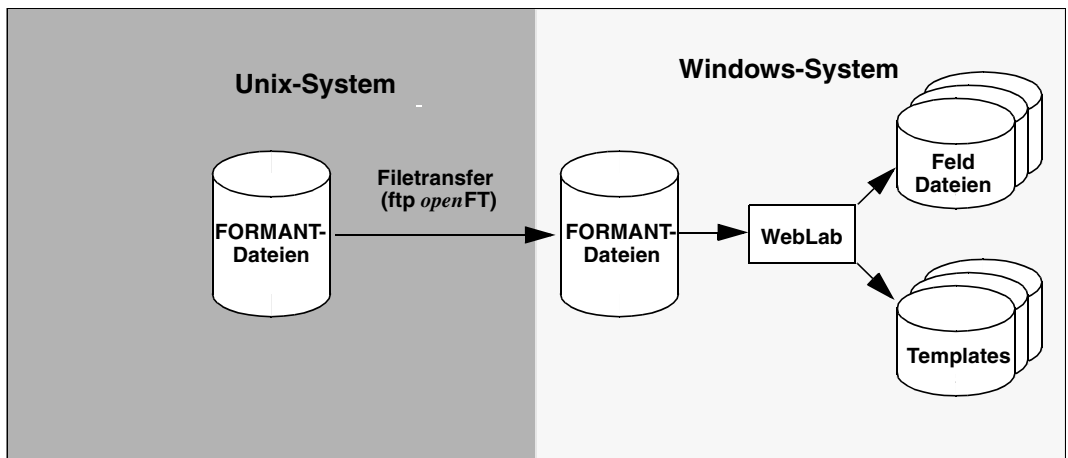 Unix-System
Windows-System
Filetransfer
(ftp openFT)
FORMANT-
Dateien
FORMANT-
Dateien
WebLab
Feld
Dateien
Templates